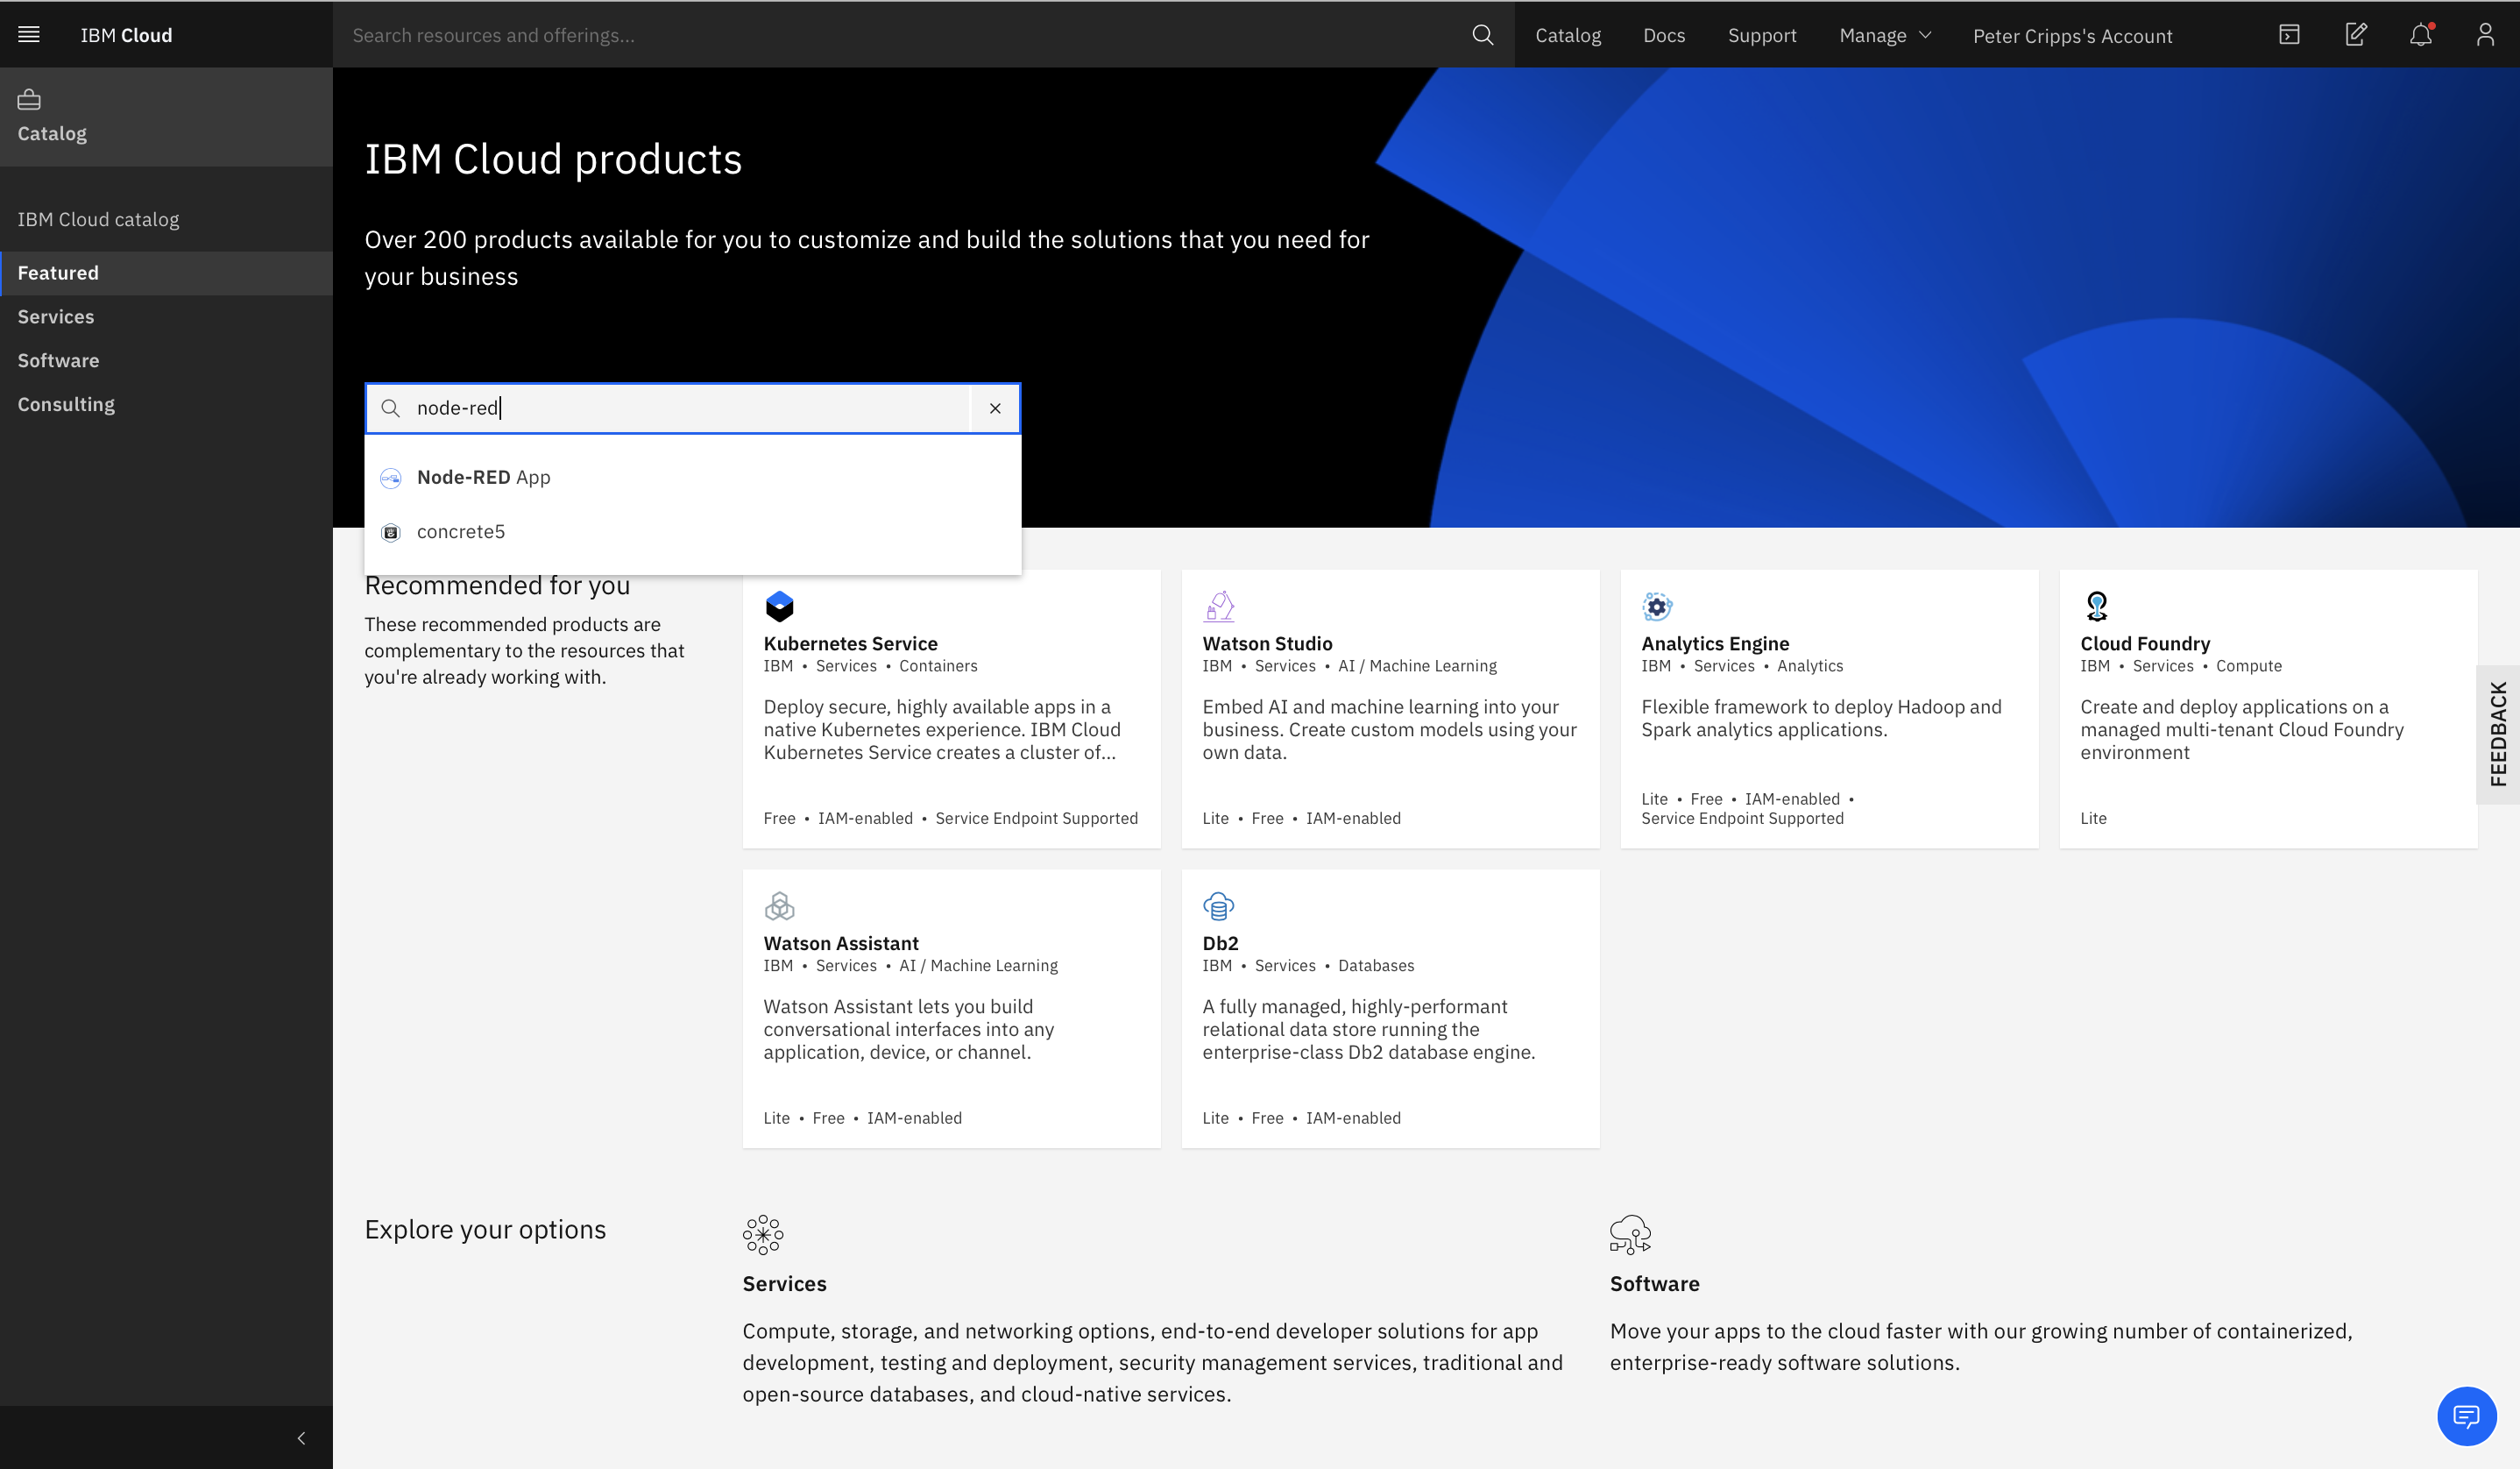 IBM Cloud
Search resources and offerings...
Catalog
Docs
Support
Manage
Peter Cripps's Account
Catalog
IBM Cloud catalog
Featured
Services
Software
Consulting
IBM Cloud products
Over 200 products available for you to customize and build the solutions that you need for
your business
node-red
Node-RED App
concrete5
Recommended for you
These recommended products are
complementary to the resources that
you're already working with.
Kubernetes Service
IBM • Services • Containers
Deploy secure, highly available apps in a
native Kubernetes experience. IBM Cloud
Kubernetes Service creates a cluster of...
Free • IAM-enabled • Service Endpoint Supported
Watson Studio
IBM • Services • AI / Machine Learning
Embed AI and machine learning into your
business. Create custom models using your
own data.
Lite • Free • IAM-enabled
Analytics Engine
IBM • Services • Analytics
Flexible framework to deploy Hadoop and
Spark analytics applications.
Lite • Free • IAM-enabled •
Service Endpoint Supported
Cloud Foundry
IBM • Services • Compute
Create and deploy applications on a
managed multi-tenant Cloud Foundry
environment
Lite
FEEDBACK
Watson Assistant
IBM • Services • AI / Machine Learning
Watson Assistant lets you build
conversational interfaces into any
application, device, or channel.
Lite • Free • IAM-enabled
Db2
IBM • Services • Databases
A fully managed, highly-performant
relational data store running the
enterprise-class Db2 database engine.
Lite • Free • IAM-enabled
Explore your options
Services
Compute, storage, and networking options, end-to-end developer solutions for app
development, testing and deployment, security management services, traditional and
open-source databases, and cloud-native services.
Software
Move your apps to the cloud faster with our growing number of containerized,
enterprise-ready software solutions.